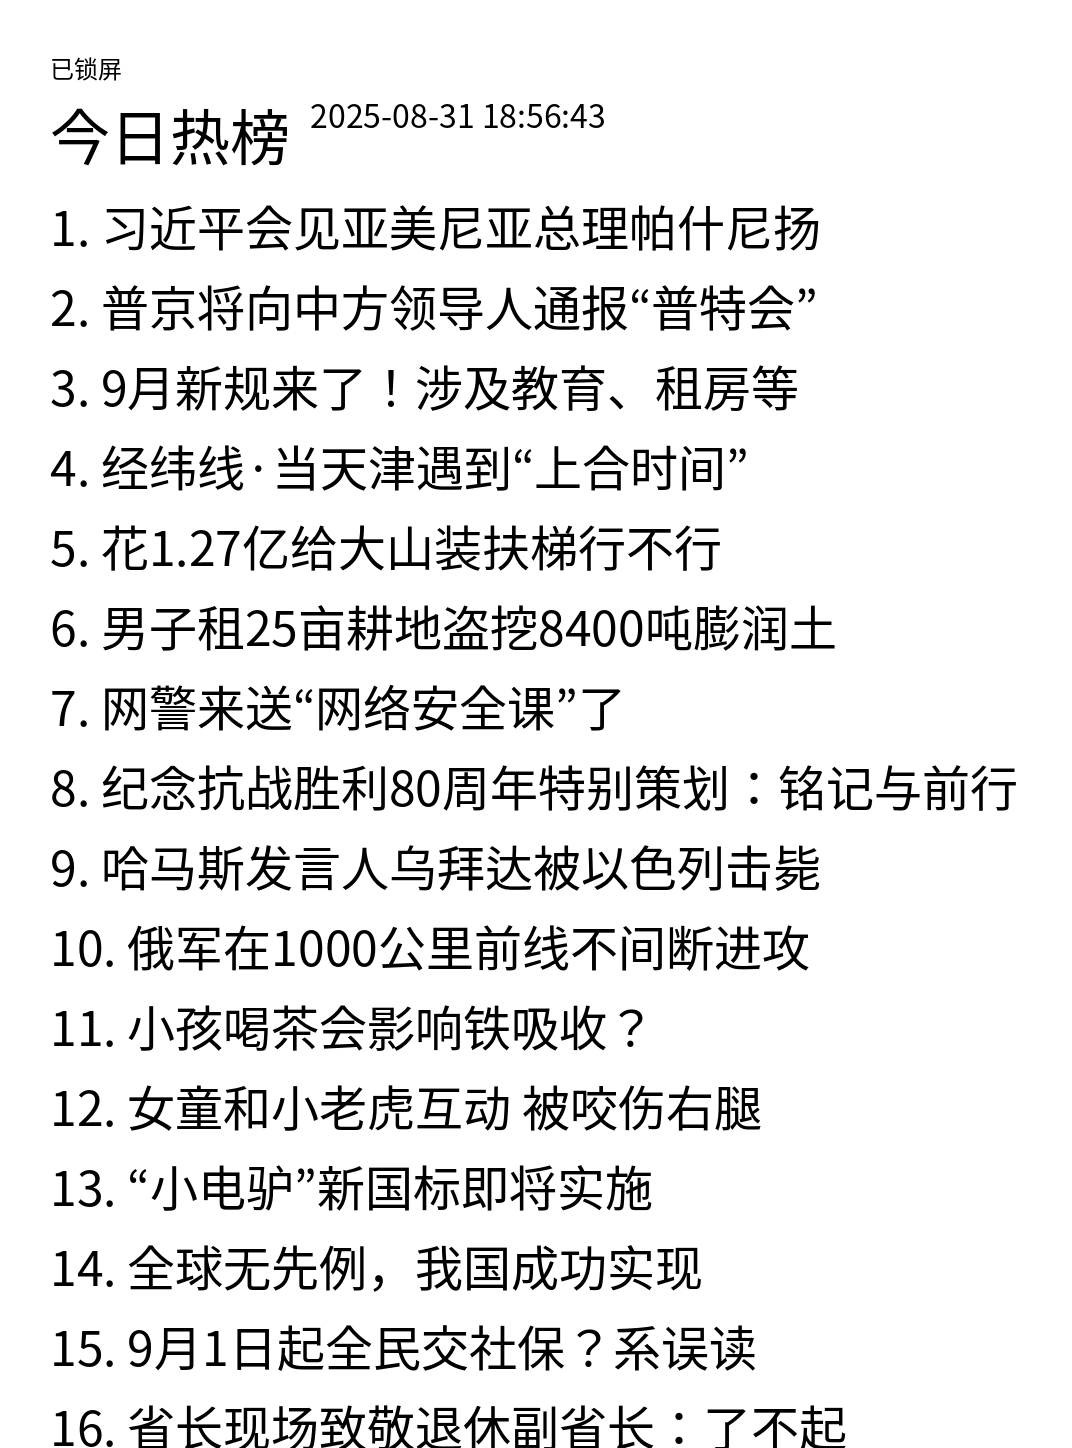 已锁屏
今日热榜 2025-08-31 18:56:43
1. 习近平会见亚美尼亚总理帕什尼扬
2. 普京将向中方领导人通报“普特会”
3. 9月新规来了！涉及教育、租房等
4. 经纬线·当天津遇到“上合时间”
5. 花1.27亿给大山装扶梯行不行
6. 男子租25亩耕地盗挖8400吨膨润土
7. 网警来送“网络安全课”了
8. 纪念抗战胜利80周年特别策划：铭记与前行
9. 哈马斯发言人乌拜达被以色列击毙
10. 俄军在1000公里前线不间断进攻
11. 小孩喝茶会影响铁吸收？
12. 女童和小老虎互动 被咬伤右腿
13. “小电驴”新国标即将实施
14. 全球无先例，我国成功实现
15. 9月1日起全民交社保？系误读
16. 省长现场致敬退休副省长：了不起